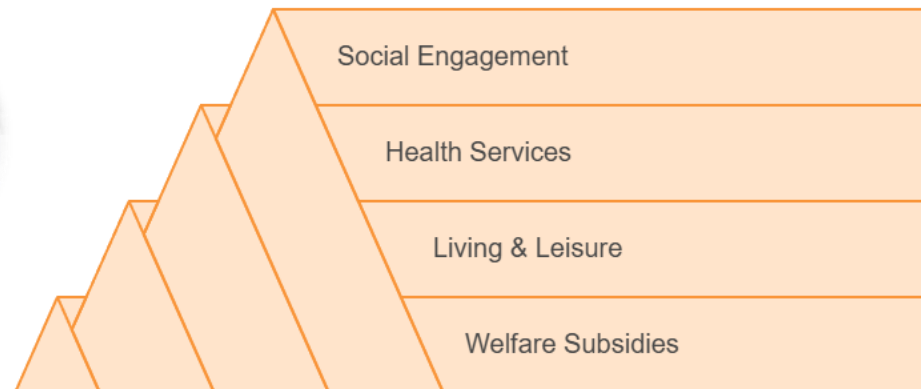 Social Engagement
Health Services
Living & Leisure
Welfare Subsidies